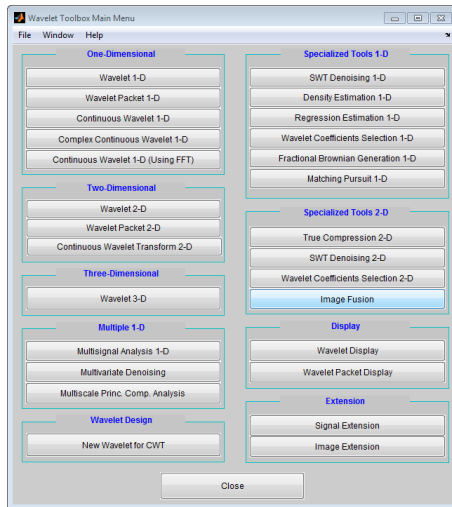 Wavelet Toolbox Main Menu
File Window Help
One-Dimensional
Wavelet 1-D
Wavelet Packet 1-D
Continuous Wavelet 1-D
Complex Continuous Wavelet 1-D
Continuous Wavelet 1-D (Using FFT)
Two-Dimensional
Wavelet 2-D
Wavelet Packet 2-D
Continuous Wavelet Transform 2-D
Three-Dimensional
Wavelet 3-D
Multiple 1-D
Multisignal Analysis 1-D
Multivariate Denoising
Multiscale Princ. Comp. Analysis
Wavelet Design
New Wavelet for CWT
Specialized Tools 1-D
SWT Denoising 1-D
Density Estimation 1-D
Regression Estimation 1-D
Wavelet Coefficients Selection 1-D
Fractional Brownian Generation 1-D
Matching Pursuit 1-D
Specialized Tools 2-D
True Compression 2-D
SWT Denoising 2-D
Wavelet Coefficients Selection 2-D
Image Fusion
Display
Wavelet Display
Wavelet Packet Display
Extension
Signal Extension
Image Extension
Close